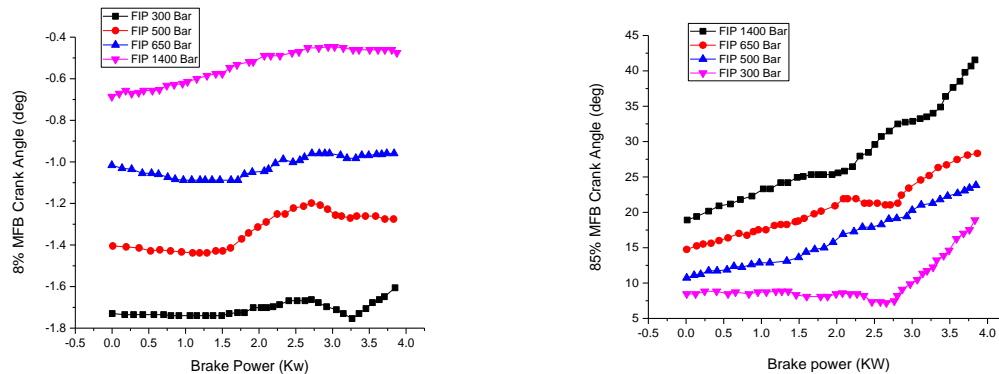 FIP 300 Bar
FIP 500 Bar
FIP 650 Bar
FIP 1400 Bar
-0.4
-0.6
-0.8
-1.0
-1.2
-1.4
-1.6
-1.8
8% MFB Crank Angle (deg)
0.0 0.5 1.0 1.5 2.0 2.5 3.0 3.5 4.0
Brake Power (Kw)
FIP 1400 Bar
FIP 650 Bar
FIP 500 Bar
FIP 300 Bar
45
40
35
30
25
20
15
10
5
85% MFB Crank Angle (Deg)
0.0 0.5 1.0 1.5 2.0 2.5 3.0 3.5 4.0
Brake power (KW)